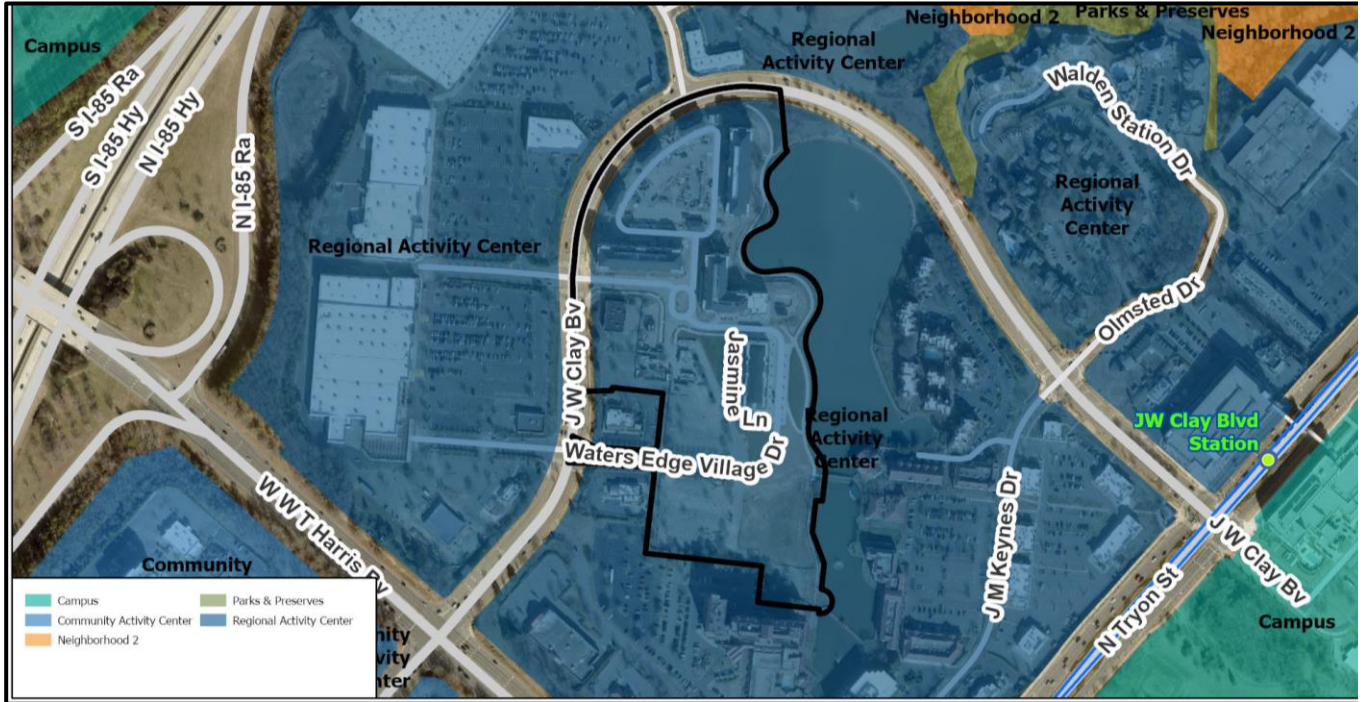 Campus
Regional
Activity Center
Neighborhood 2
Parks & Preserves
Neighborhood 2
S I-85 Ra
S I-85 Hy
N I-85 Hy
N I-85 Ra
Walden Station Dr
Regional
Activity
Center
Regional Activity Center
Olmsted Dr
J W Clay Bv
Jasmine
Ln
Regional
Activity
Center
JW Clay Blvd
Station
Waters Edge Village Dr
W W T Harris
J M Keynes Dr
J W Clay Bv
N Tryon St
Campus
Community
Campus
Community Activity Center
Neighborhood 2
Parks & Preserves
Regional Activity Center